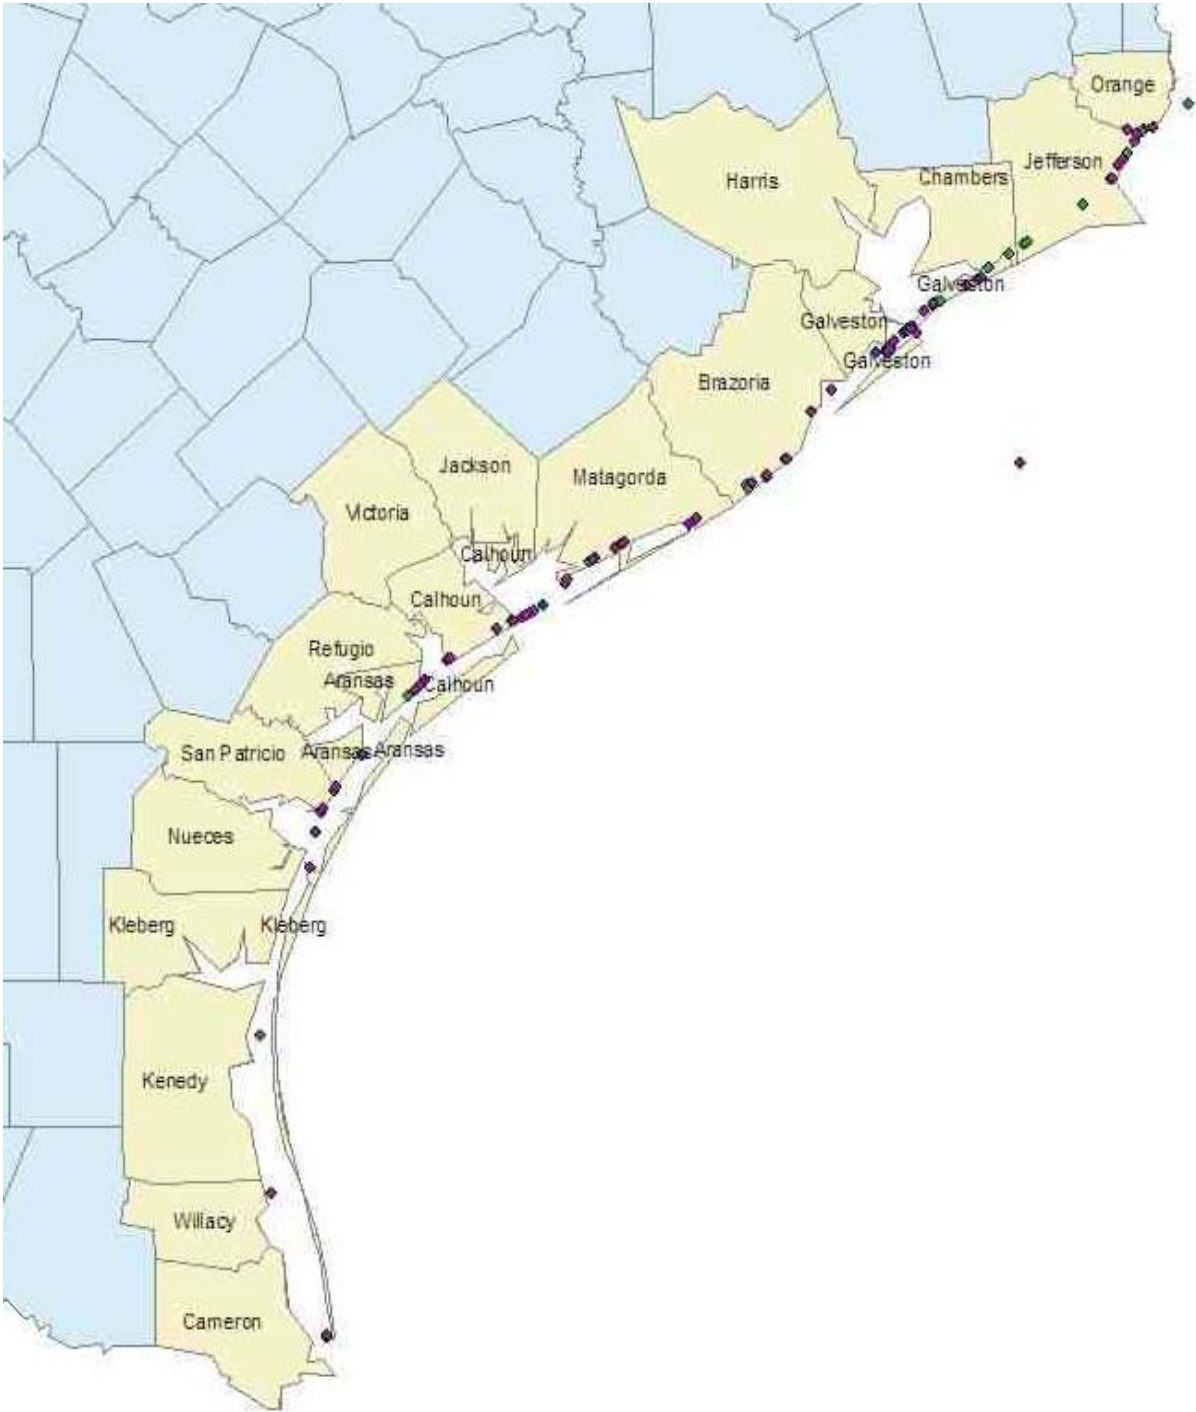 Orange
Jefferson
Chambers
Harris
Galveston
Galveston
Galveston
Brazoria
Jackson
Matagorda
Victoria
Calhoun
Calhoun
Refugio
Aransas
Calhoun
San Patricio
Aransas
Aransas
Nueces
Kleberg
Kleberg
Kenedy
Willacy
Cameron